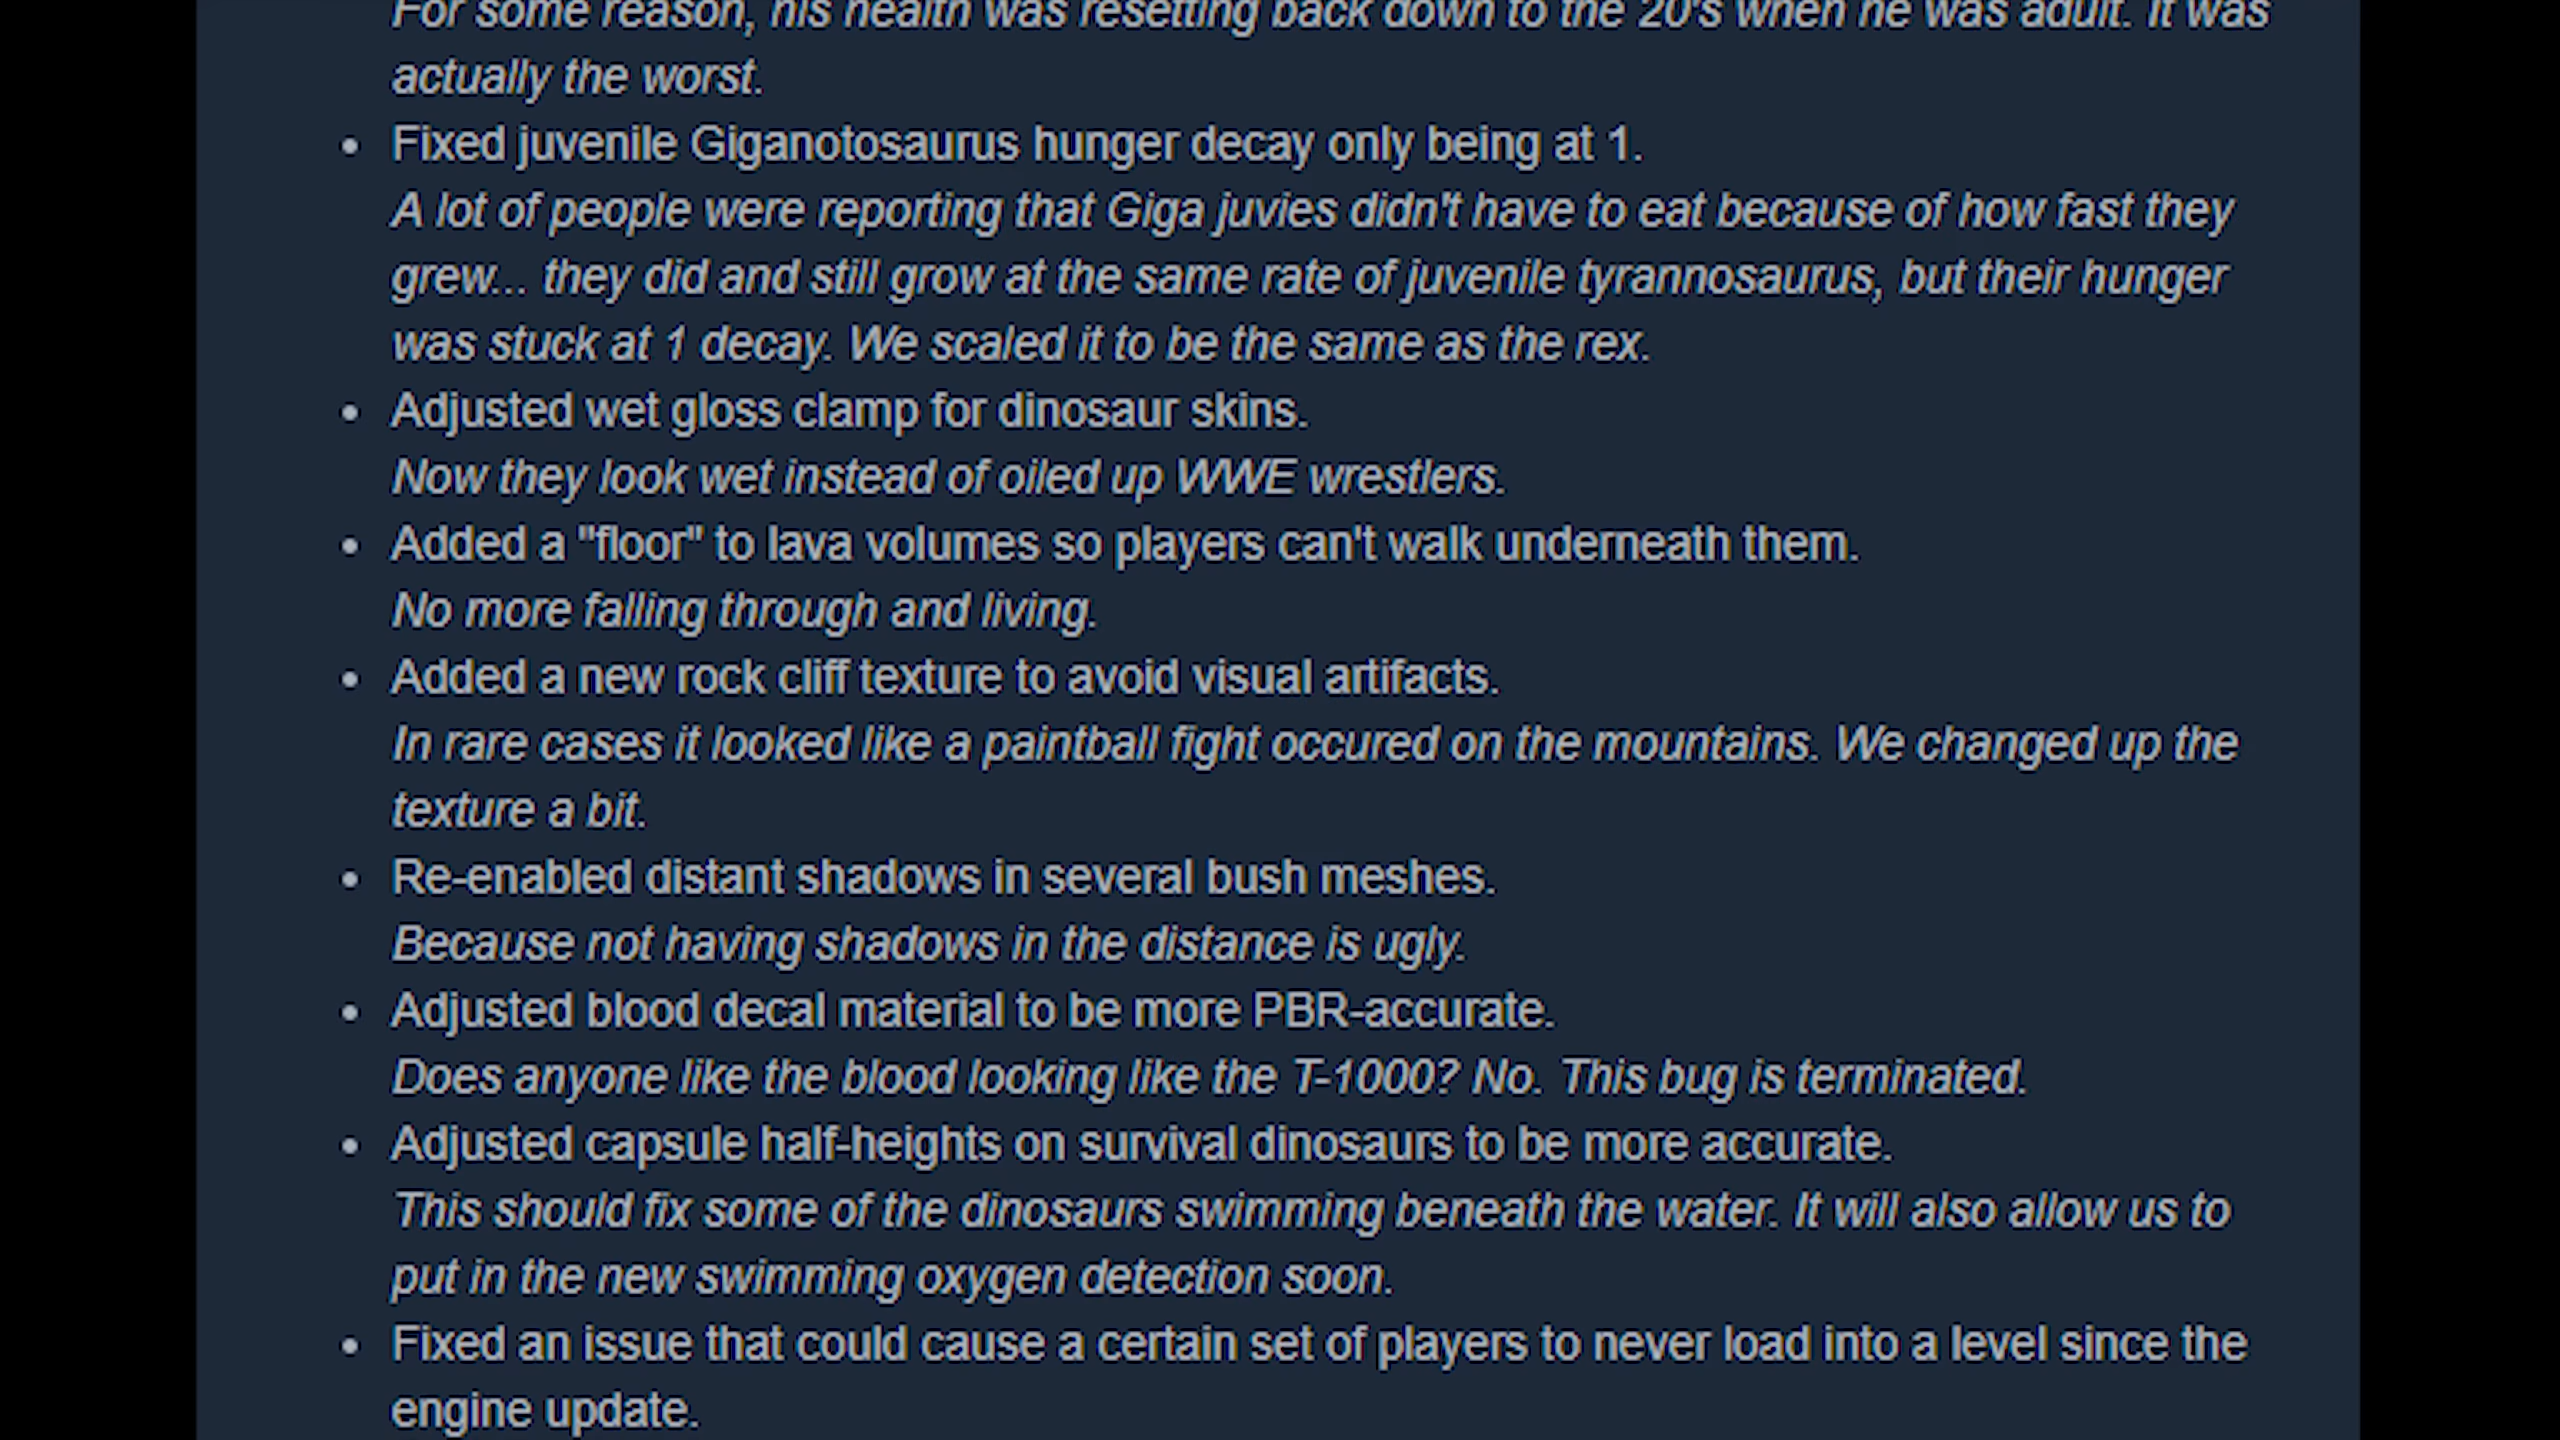 For some reason, his health was resetting back down to the 20's when he was adult. It was
actually the worst.
• Fixed juvenile Giganotosaurus hunger decay only being at 1.
A lot of people were reporting that Giga juvies didn't have to eat because of how fast they
grew... they did and still grow at the same rate of juvenile tyrannosaurus, but their hunger
was stuck at 1 decay. We scaled it to be the same as the rex.
• Adjusted wet gloss clamp for dinosaur skins.
Now they look wet instead of oiled up WWE wrestlers.
• Added a "floor" to lava volumes so players can't walk underneath them.
No more falling through and living.
• Added a new rock cliff texture to avoid visual artifacts.
In rare cases it looked like a paintball fight occured on the mountains. We changed up the
texture a bit.
• Re-enabled distant shadows in several bush meshes.
Because not having shadows in the distance is ugly.
• Adjusted blood decal material to be more PBR-accurate.
Does anyone like the blood looking like the T-1000? No. This bug is terminated.
• Adjusted capsule half-heights on survival dinosaurs to be more accurate.
This should fix some of the dinosaurs swimming beneath the water. It will also allow us to
put in the new swimming oxygen detection soon.
• Fixed an issue that could cause a certain set of players to never load into a level since the
engine update.